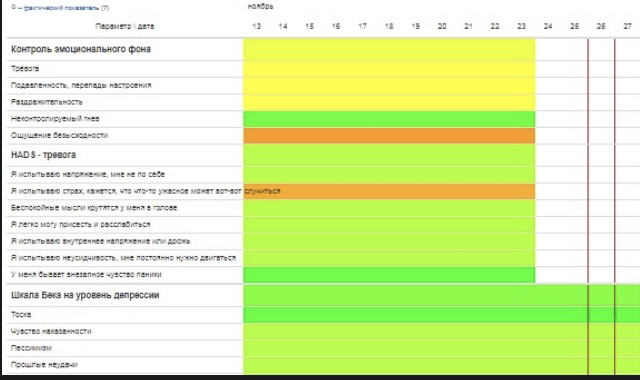 О – фактический показатель (?)
ноябрь
Параметр \ дата 13 14 15 16 17 18 19 20 21 22 23 24 25 26 27
Контроль эмоционального фона
Тревога
Подавленность, перепады настроения
Раздражительность
Неконтролируемый гнев
Ощущение безысходности
HADS - тревога
Я испытываю напряжение, мне не по себе
Я испытываю страх, кажется, что что-то ужасное может вот-вот случиться
Беспокойные мысли крутятся у меня в голове
Я легко могу присесть и расслабиться
Я испытываю внутреннее напряжение или дрожь
Я испытываю неусидчивость, мне постоянно нужно двигаться
У меня бывает внезапное чувство паники
Шкала Бека на уровень депрессии
Тоска
Чувство наказанности
Пессимизм
Прошлые неудачи